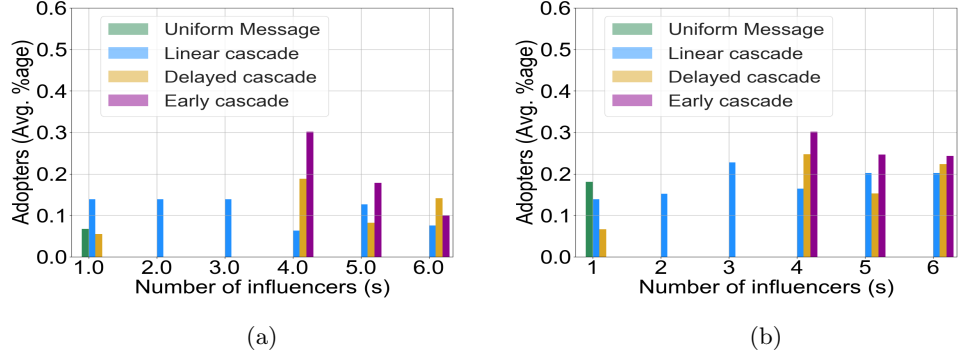 0.6
0.5
0.4
0.3
0.2
0.1
0.0
Adopters (Avg. %age)
Uniform Message
Linear cascade
Delayed cascade
Early cascade
1.0 2.0 3.0 4.0 5.0 6.0
Number of influencers (s)
(a)
0.6
0.5
0.4
0.3
0.2
0.1
0.0
Adopters (Avg. %age)
Uniform Message
Linear cascade
Delayed cascade
Early cascade
1 2 3 4 5 6
Number of influencers (s)
(b)